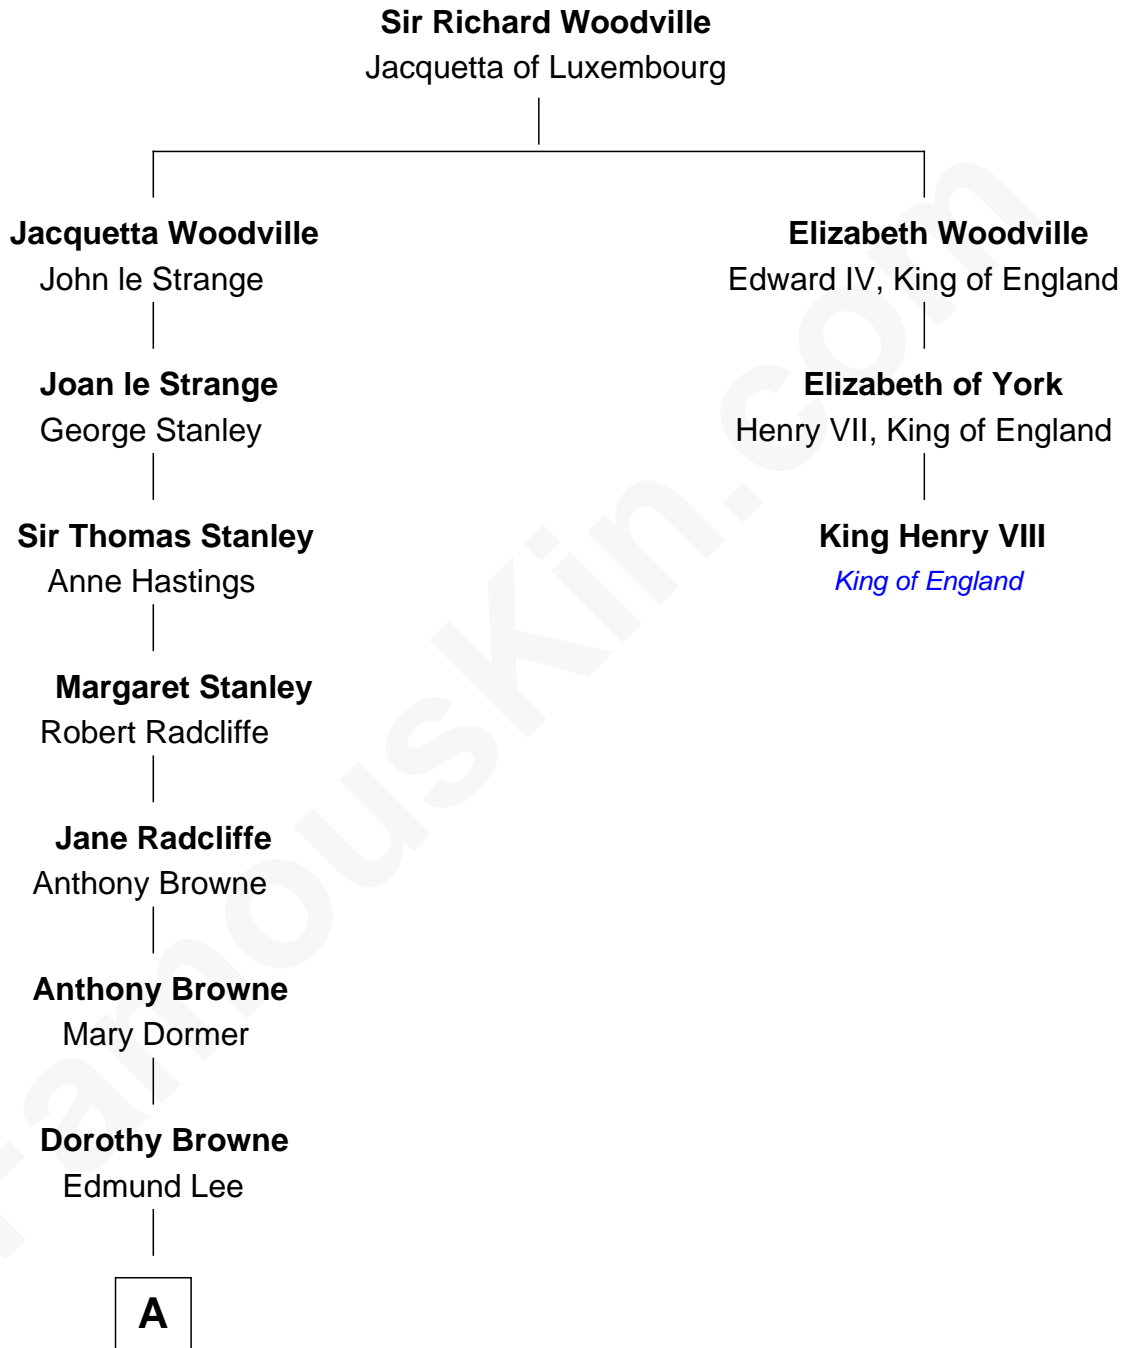 Sir Richard Woodville
Jacquetta of Luxembourg
Jacquetta Woodville
John le Strange
Elizabeth Woodville
Edward IV, King of England
Joan le Strange
George Stanley
Elizabeth of York
Henry VII, King of England
Sir Thomas Stanley
Anne Hastings
King Henry VIII
King of England
Margaret Stanley
Robert Radcliffe
Jane Radcliffe
Anthony Browne
Anthony Browne
Mary Dormer
Dorothy Browne
Edmund Lee
A
FamousKin.com